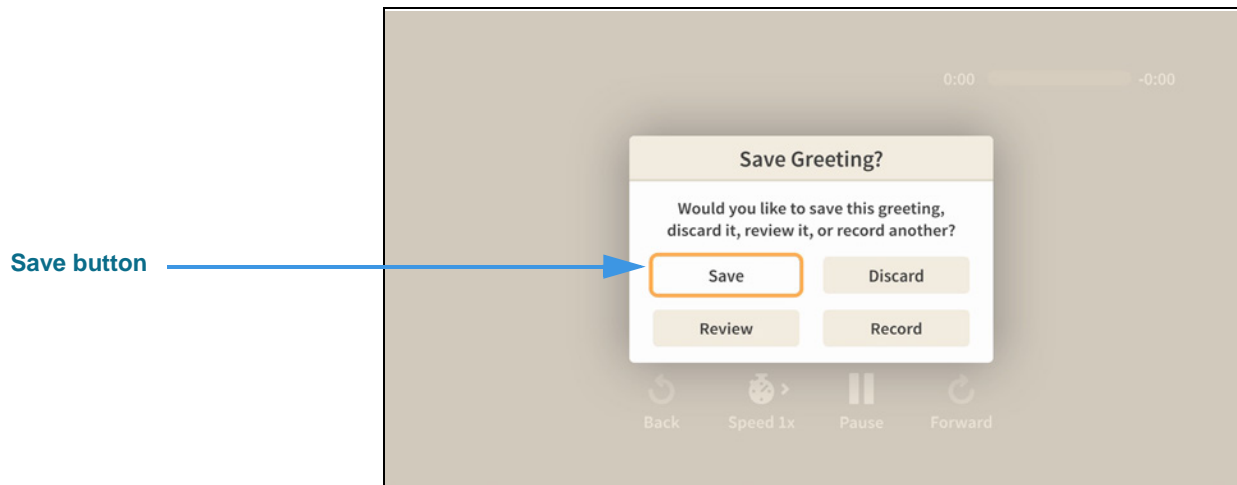 0:00 -0:00
Save Greeting?
Would you like to save this greeting,
discard it, review it, or record another?
Save button
Save Discard
Review Record
Back Speed 1x Pause Forward